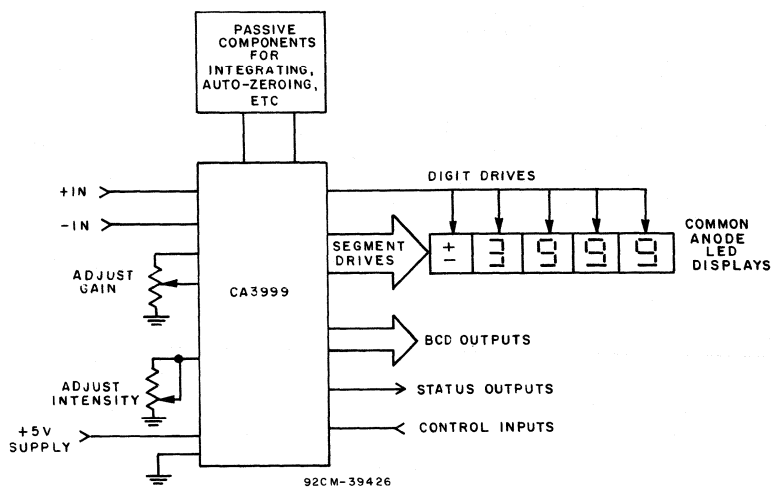 PASSIVE
COMPONENTS
FOR
INTEGRATING,
AUTO-ZEROING,
ETC
+IN
-IN
ADJUST
GAIN
ADJUST
INTENSITY
+5V
SUPPLY
CA3999
DIGIT DRIVES
SEGMENT
DRIVES
± 3 9 9 9
COMMON
ANODE
LED
DISPLAYS
BCD OUTPUTS
STATUS OUTPUTS
CONTROL INPUTS
92CM-39426